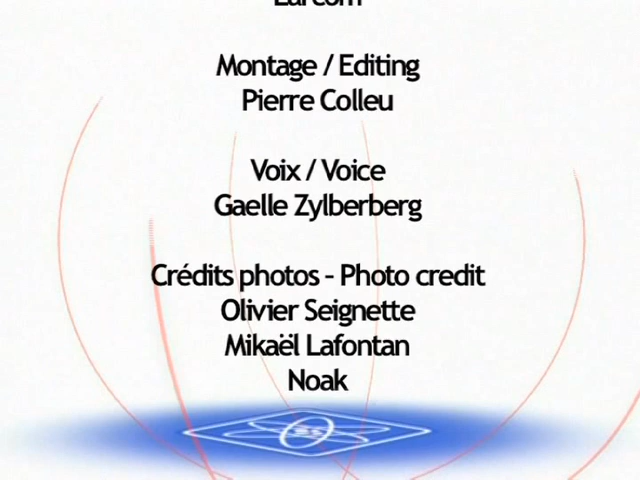 Montage / Editing
Pierre Colleu
Voix / Voice
Gaelle Zylberberg
Crédits photos - Photo credit
Olivier Seignette
Mikaël Lafontan
Noak